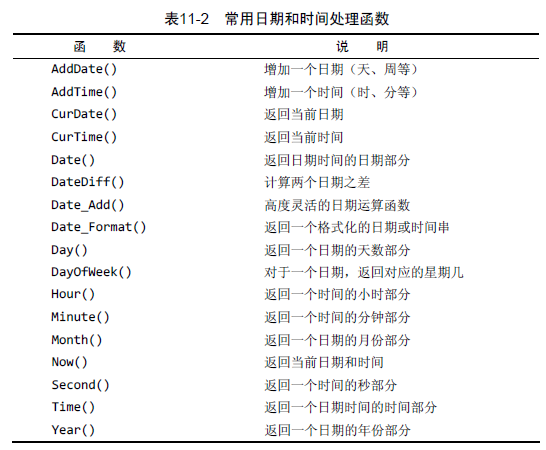 表11-2 常用日期和时间处理函数
函 数 说 明
AddDate() 增加一个日期（天、周等）
AddTime() 增加一个时间（时、分等）
CurDate() 返回当前日期
CurTime() 返回当前时间
Date() 返回日期时间的日期部分
DateDiff() 计算两个日期之差
Date_Add() 高度灵活的日期运算函数
Date_Format() 返回一个格式化的日期或时间串
Day() 返回一个日期的天数部分
DayOfWeek() 对于一个日期，返回对应的星期几
Hour() 返回一个时间的小时部分
Minute() 返回一个时间的分钟部分
Month() 返回一个日期的月份部分
Now() 返回当前日期和时间
Second() 返回一个时间的秒部分
Time() 返回一个日期时间的时间部分
Year() 返回一个日期的年份部分